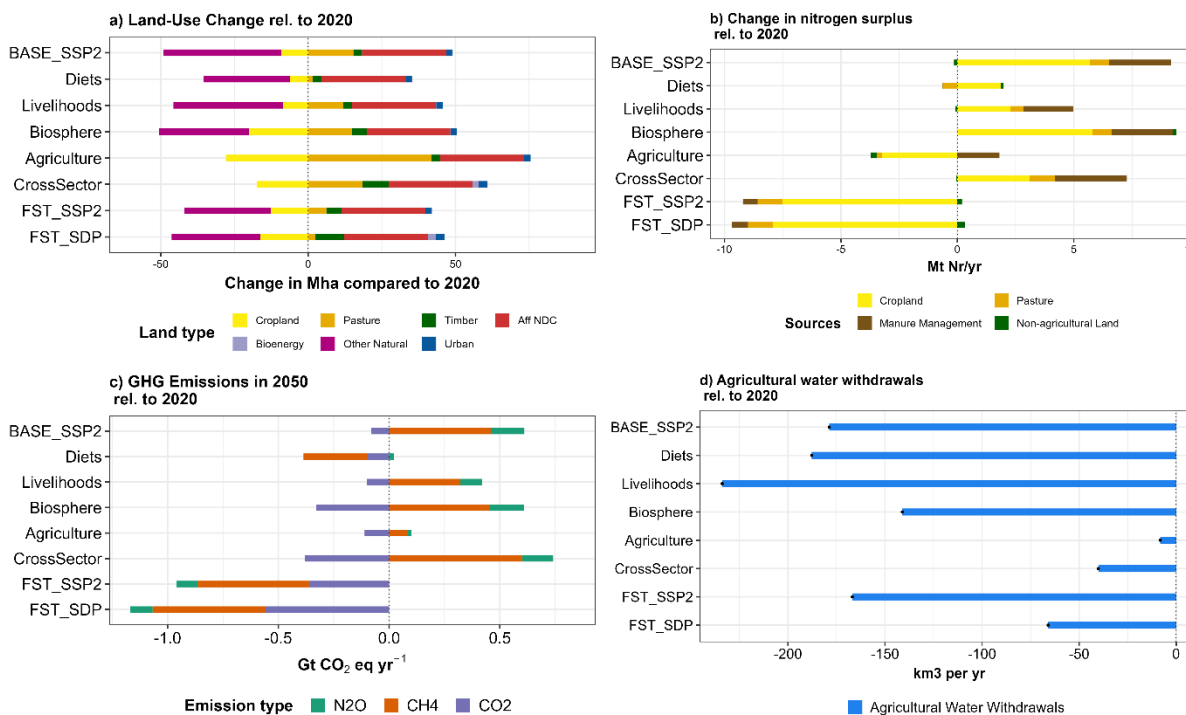 a) Land-Use Change rel. to 2020
BASE_SSP2
Diets
Livelihoods
Biosphere
Agriculture
CrossSector
FST_SSP2
FST_SDP
-50
0
50
Change in Mha compared to 2020
Land type
Cropland
Pasture
Timber
Aff NDC
Bioenergy
Other Natural
Urban
b) Change in nitrogen surplus
rel. to 2020
BASE_SSP2
Diets
Livelihoods
Biosphere
Agriculture
CrossSector
FST_SSP2
FST_SDP
-10
-5
0
5
Mt Nr/yr
Sources
Cropland
Pasture
Manure Management
Non-agricultural Land
c) GHG Emissions in 2050
rel. to 2020
BASE_SSP2
Diets
Livelihoods
Biosphere
Agriculture
CrossSector
FST_SSP2
FST_SDP
-1.0
-0.5
0.0
0.5
Gt CO₂ eq yr⁻¹
Emission type
N2O
CH4
CO2
d) Agricultural water withdrawals
rel. to 2020
BASE_SSP2
Diets
Livelihoods
Biosphere
Agriculture
CrossSector
FST_SSP2
FST_SDP
-200
-150
-100
-50
0
km3 per yr
Agricultural Water Withdrawals